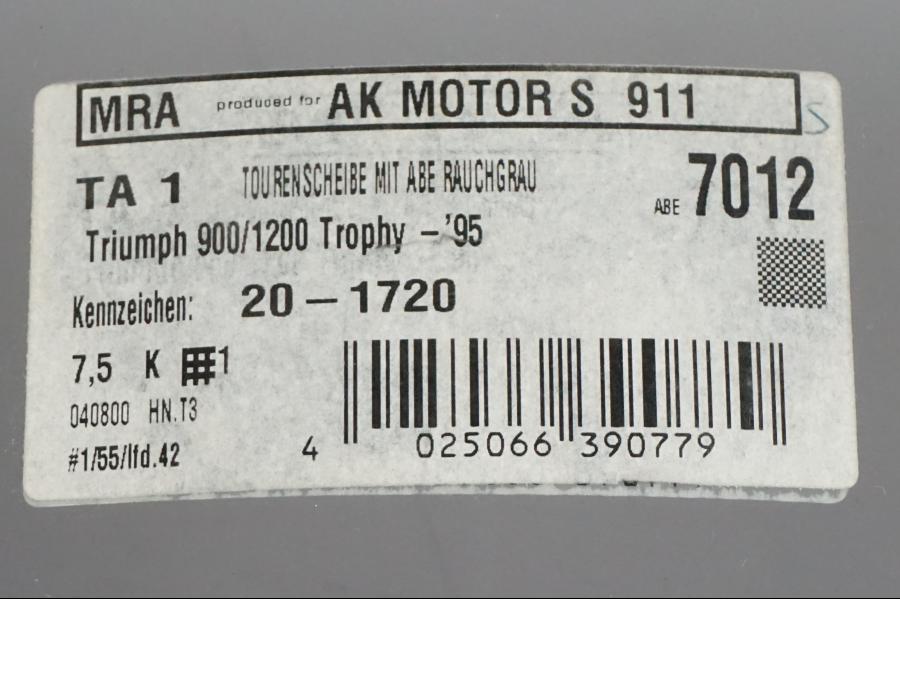 MRA produced for AK MOTOR S 911
S
TA 1 TOURENSCHEIBE MIT ABE RAUCHGRAU
ABE 7012
Triumph 900/1200 Trophy – '95
Kennzeichen: 20 – 1720
7,5 K 1
040800 HN.T3
#1/55/lfd.42
4 025066 390779